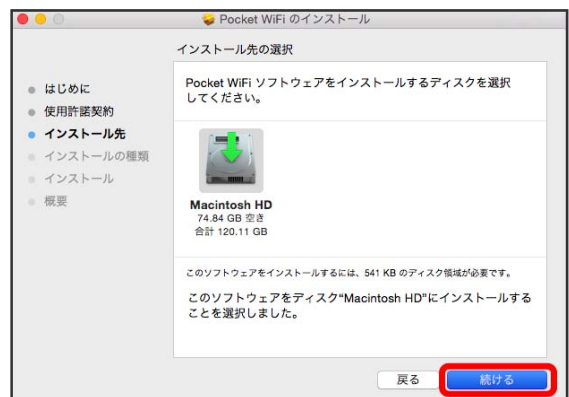 Pocket WiFi のインストール
インストール先の選択
はじめに
使用許諾契約
インストール先
インストールの種類
インストール
概要
Pocket WiFi ソフトウェアをインストールするディスクを選択
してください。
Macintosh HD
74.84 GB 空き
合計 120.11 GB
このソフトウェアをインストールするには、541 KB のディスク領域が必要です。
このソフトウェアをディスク“Macintosh HD”にインストールする
ことを選択しました。
戻る
続ける